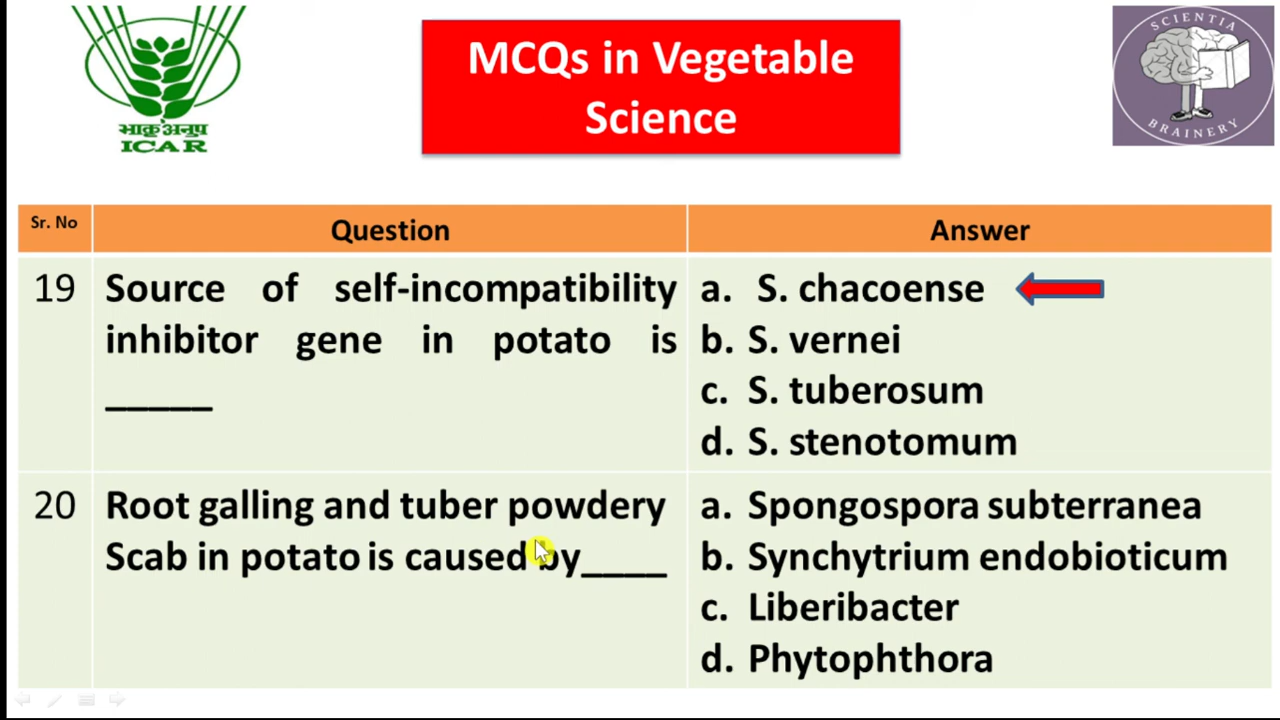 भाकृअनुप
ICAR
MCQs in Vegetable
Science
SCIENTIA
BRAINERY
Sr. No Question Answer
19 Source of self-incompatibility
inhibitor gene in potato is
_____
a. S. chacoense
b. S. vernei
c. S. tuberosum
d. S. stenotomum
20 Root galling and tuber powdery
Scab in potato is caused by____
a. Spongospora subterranea
b. Synchytrium endobioticum
c. Liberibacter
d. Phytophthora